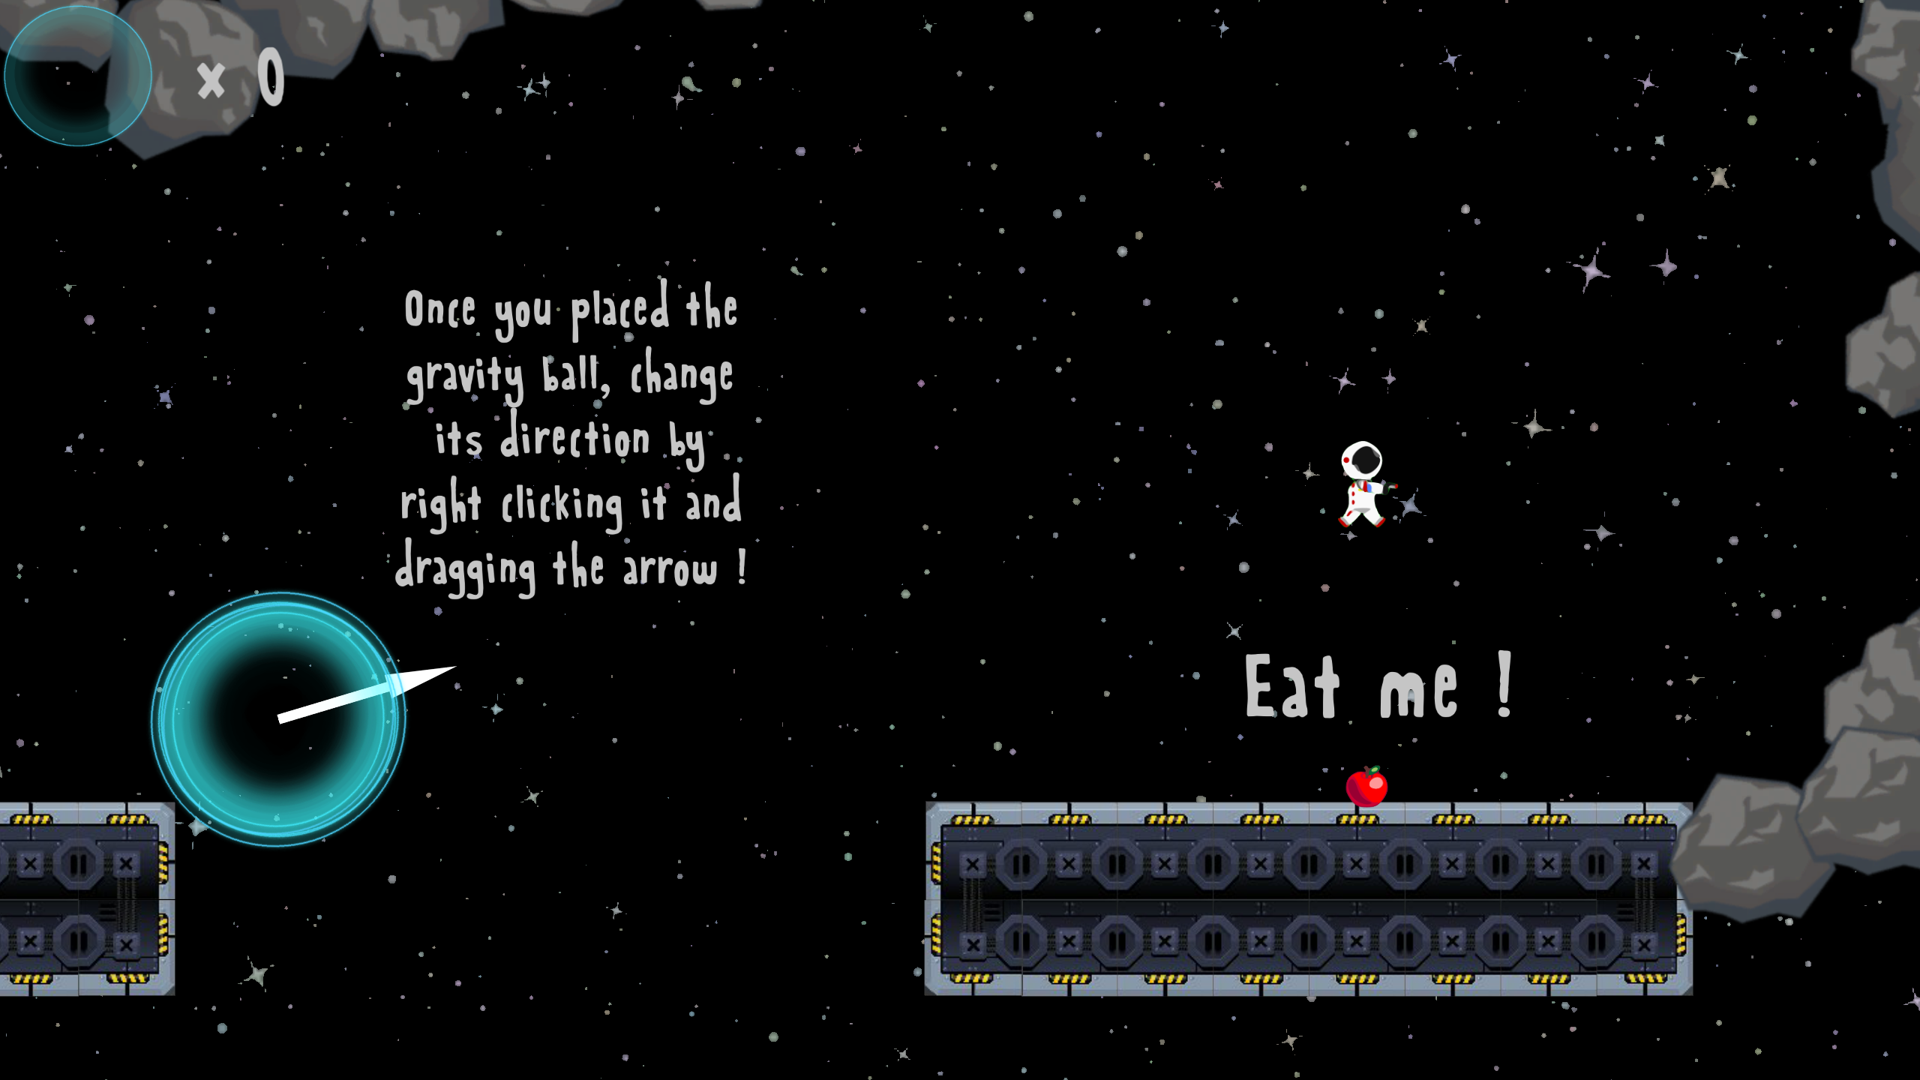 x 0
Once you placed the
gravity ball, change
its direction by
right clicking it and
dragging the arrow !
Eat me !